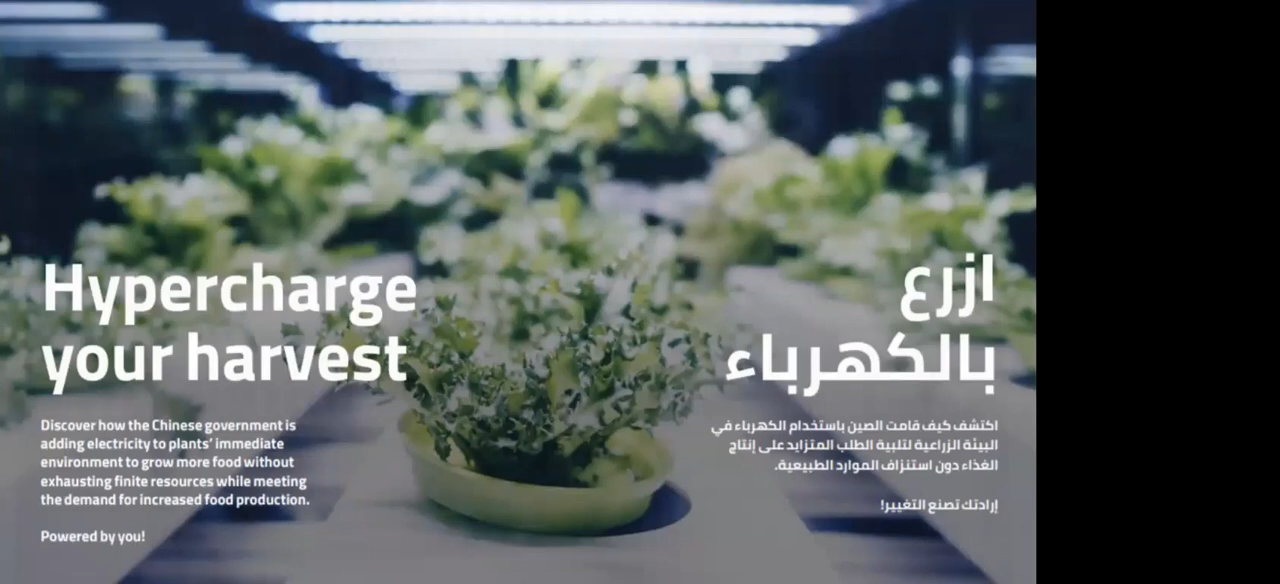 Hypercharge
your harvest
Discover how the Chinese government is
adding electricity to plants’ immediate
environment to grow more food without
exhausting finite resources while meeting
the demand for increased food production.
Powered by you!
ازرع
بالكهرباء
اكتشف كيف قامت الصين باستخدام الكهرباء في
البيئة الزراعية لتلبية الطلب المتزايد على إنتاج
الغذاء دون استنزاف الموارد الطبيعية.
إرادتك تصنع التغيير!